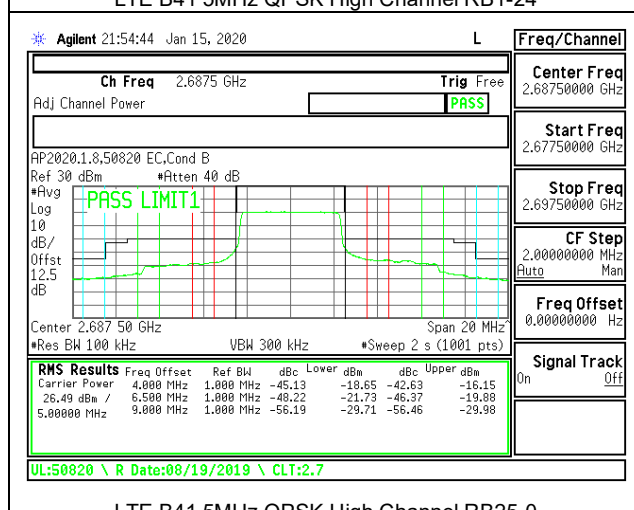 LTE B41 5MHz QPSK High Channel RB1-24
Agilent 21:54:44 Jan 15, 2020 L Freq/Channel
Ch Freq 2.6875 GHz Trig Free
Adj Channel Power PASS
Center Freq
2.68750000 GHz
Start Freq
2.67750000 GHz
AP2020.1.8,50820 EC,Cond B
Ref 30 dBm #Atten 40 dB
#Avg
Log
10
dB/
Offst
12.5
dB
PASS LIMIT1
Stop Freq
2.69750000 GHz
CF Step
2.00000000 MHz
Auto Man
Freq Offset
0.00000000 Hz
Center 2.687 50 GHz Span 20 MHz^
#Res BW 100 kHz VBW 300 kHz #Sweep 2 s (1001 pts)
Signal Track
On Off
RMS Results Freq Offset Ref BW dBc Lower dBm dBc Upper dBm
Carrier Power 4.000 MHz 1.000 MHz -45.13 -18.65 -42.63 -16.15
26.49 dBm / 6.500 MHz 1.000 MHz -48.22 -21.73 -46.37 -19.88
5.00000 MHz 9.000 MHz 1.000 MHz -56.19 -29.71 -56.46 -29.98
UL:50820 \ R Date:08/19/2019 \ CLT:2.7
LTE B41 5MHz QPSK High Channel RB25-0